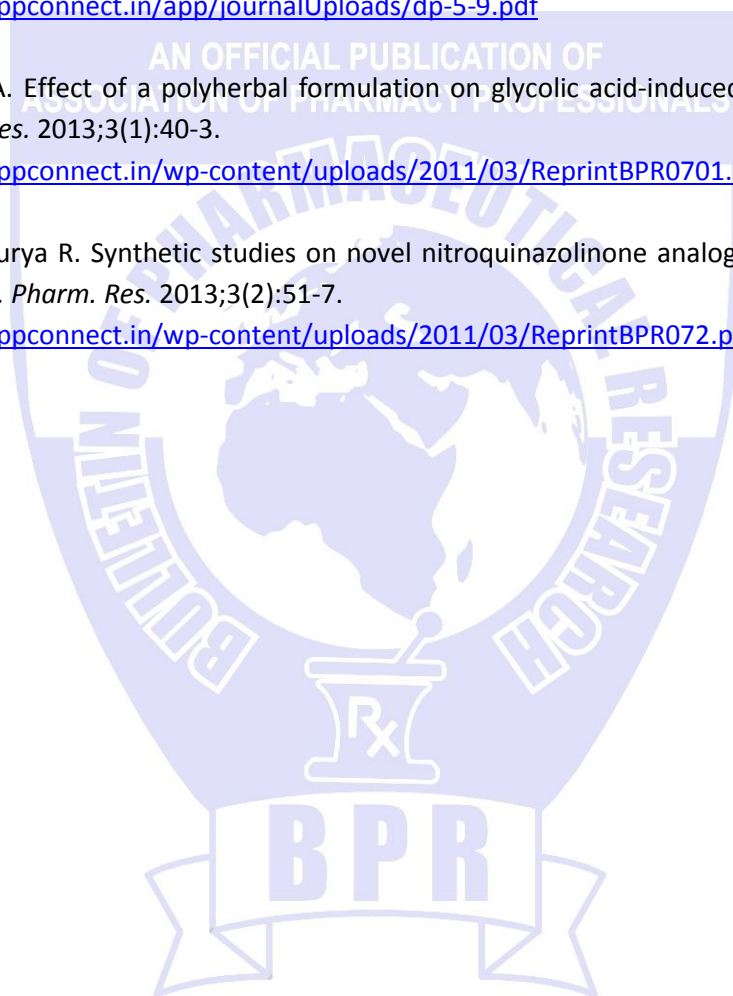 ppconnect.in/app/journalUploads/dp-5-9.pdf
AN OFFICIAL PUBLICATION OF
A. Effect of a polyherbal formulation on glycolic acid-induced
ASSOCIATION OF PHARMACY PROFESSIONALS
es. 2013;3(1):40-3.
ppconnect.in/wp-content/uploads/2011/03/ReprintBPR0701.
urya R. Synthetic studies on novel nitroquinazolinone analog
. Pharm. Res. 2013;3(2):51-7.
ppconnect.in/wp-content/uploads/2011/03/ReprintBPR072.p
BULLETIN OF PHARMACEUTICAL RESEARCH
Rx
BPR